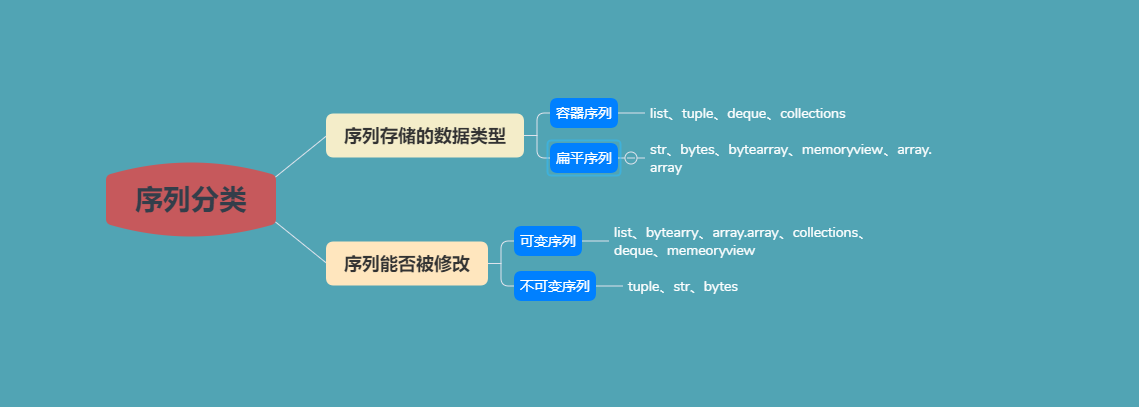 序列分类
序列存储的数据类型
容器序列
list、tuple、deque、collections
扁平序列
str、bytes、bytearray、memoryview、array.
array
序列能否被修改
可变序列
list、bytearry、array.array、collections、
deque、memeoryview
不可变序列
tuple、str、bytes